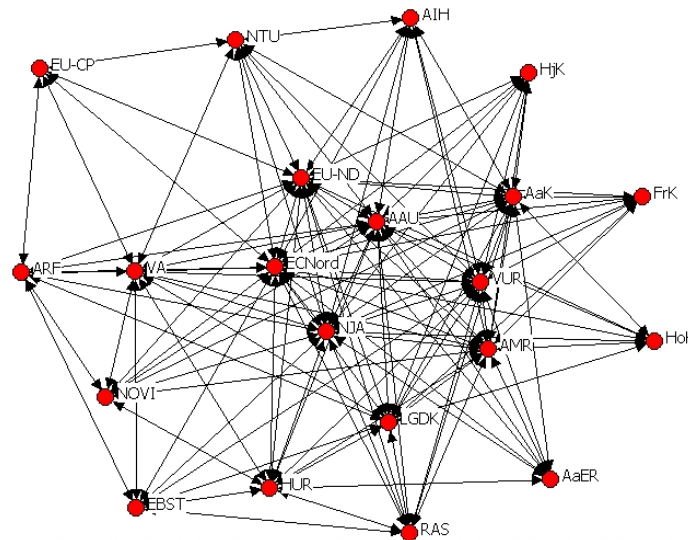 AIH
NTU
EU-CP
HjK
EU-ND
AaK
FrK
AAU
ECNord
ARF
VA
VUR
NJA
HoK
AMR
NOVI
LGDK
AaER
HUR
EBST
RAS